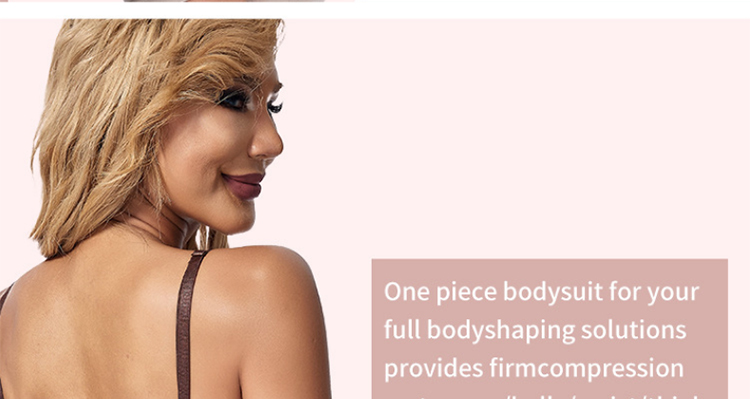 One piece bodysuit for your
full bodyshaping solutions
provides firmcompression